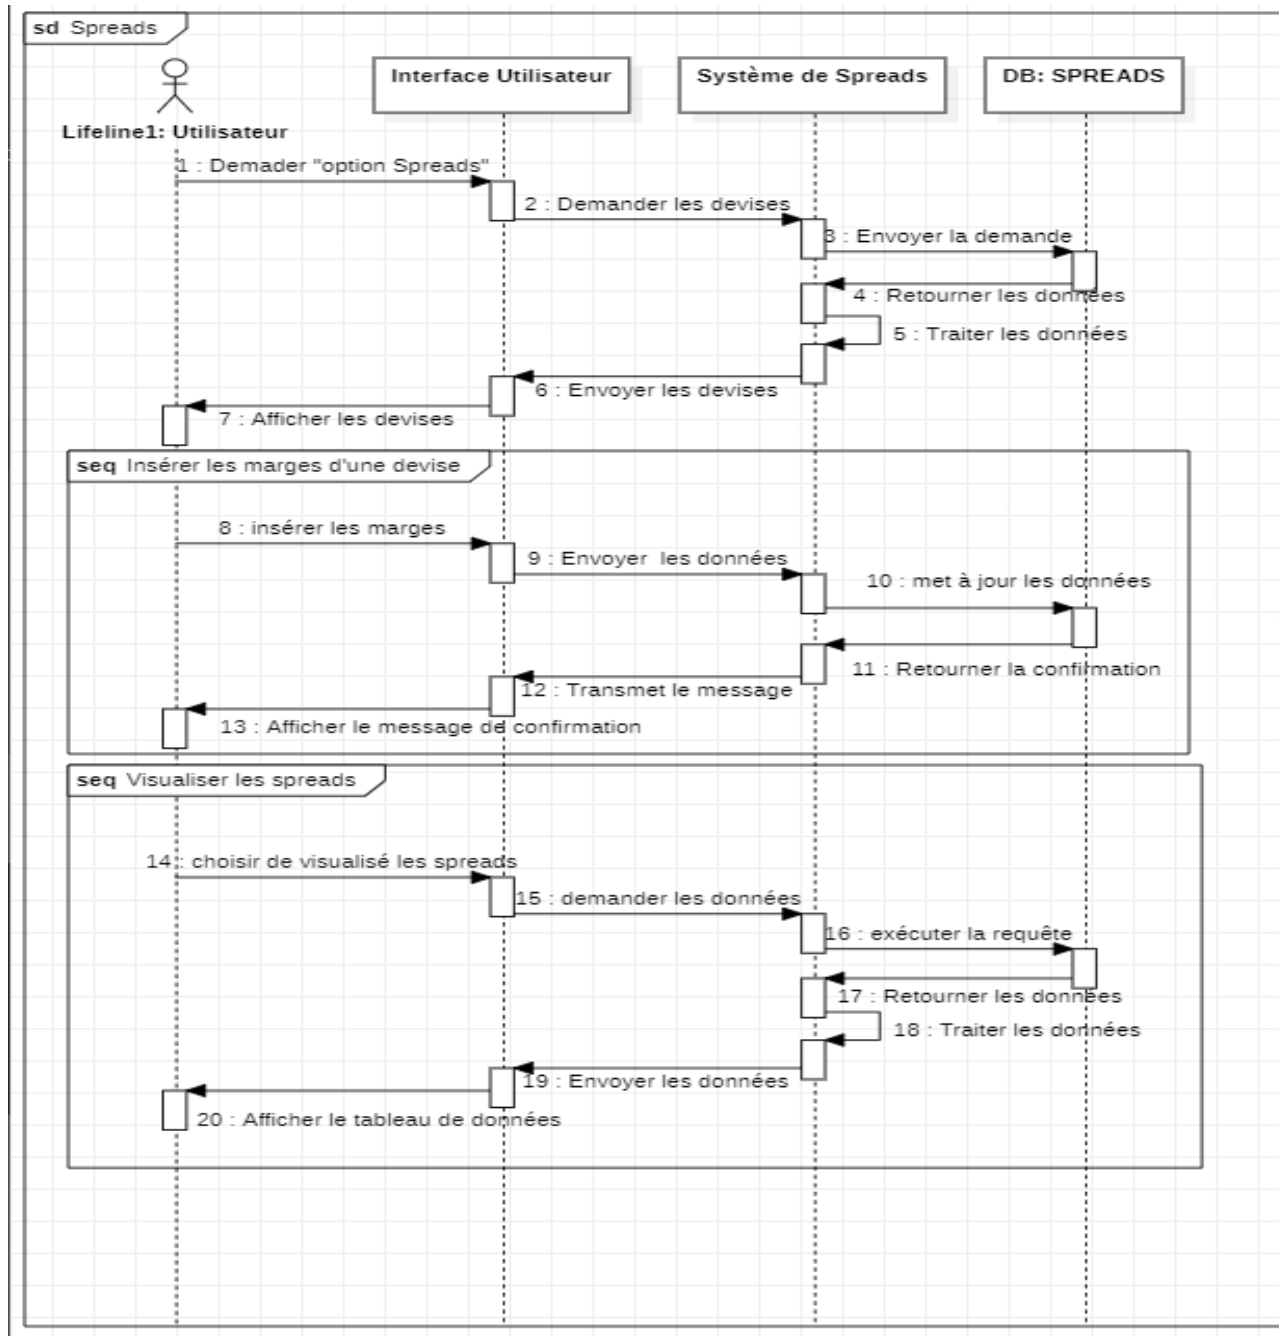 sd Spreads
Interface Utilisateur
Système de Spreads
DB: SPREADS
Lifeline1: Utilisateur
1 : Demader "option Spreads"
2 : Demander les devises
3 : Envoyer la demande
4 : Retourner les données
5 : Traiter les données
6 : Envoyer les devises
7 : Afficher les devises
seq Insérer les marges d'une devise
8 : insérer les marges
9 : Envoyer les données
10 : met à jour les données
11 : Retourner la confirmation
12 : Transmet le message
13 : Afficher le message de confirmation
seq Visualiser les spreads
14 : choisir de visualisé les spreads
15 : demander les données
16 : exécuter la requête
17 : Retourner les données
18 : Traiter les données
19 : Envoyer les données
20 : Afficher le tableau de données